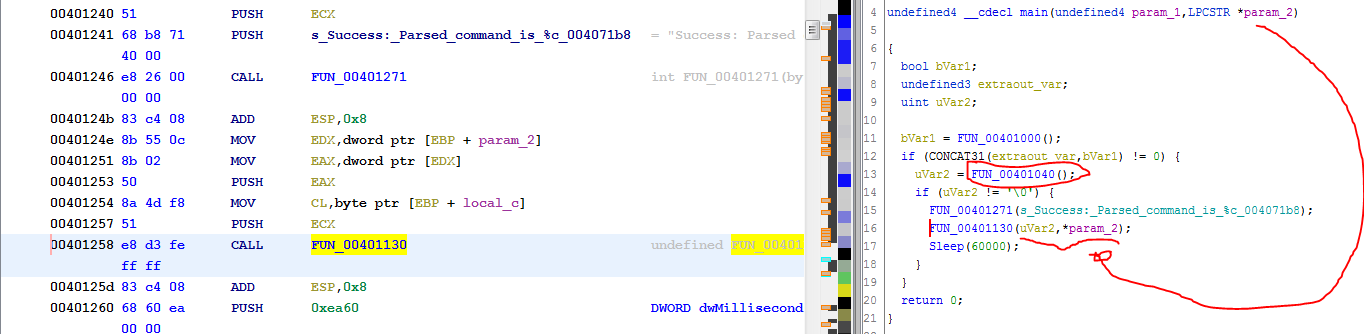 00401240 51 PUSH ECX
00401241 68 b8 71 PUSH s_Success:_Parsed_command_is_%c_004071b8 = "Success: Parsed
40 00
00401246 e8 26 00 CALL FUN_00401271 int FUN_00401271(by
00 00
0040124b 83 c4 08 ADD ESP,0x8
0040124e 8b 55 0c MOV EDX,dword ptr [EBP + param_2]
00401251 8b 02 MOV EAX,dword ptr [EDX]
00401253 50 PUSH EAX
00401254 8a 4d f8 MOV CL,byte ptr [EBP + local_c]
00401257 51 PUSH ECX
00401258 e8 d3 fe CALL FUN_00401130 undefined FUN_00401
ff ff
0040125d 83 c4 08 ADD ESP,0x8
00401260 68 60 ea PUSH 0xea60 DWORD dwMillisecond
00 00
4 undefined4 __cdecl main(undefined4 param_1,LPCSTR *param_2)
5
6 {
7 bool bVar1;
8 undefined3 extraout_var;
9 uint uVar2;
10
11 bVar1 = FUN_00401000();
12 if (CONCAT31(extraout_var,bVar1) != 0) {
13 uVar2 = FUN_00401040();
14 if (uVar2 != '\0') {
15 FUN_00401271(s_Success:_Parsed_command_is_%c_004071b8);
16 FUN_00401130(uVar2,*param_2);
17 Sleep(60000);
18 }
19 }
20 return 0;
21 }